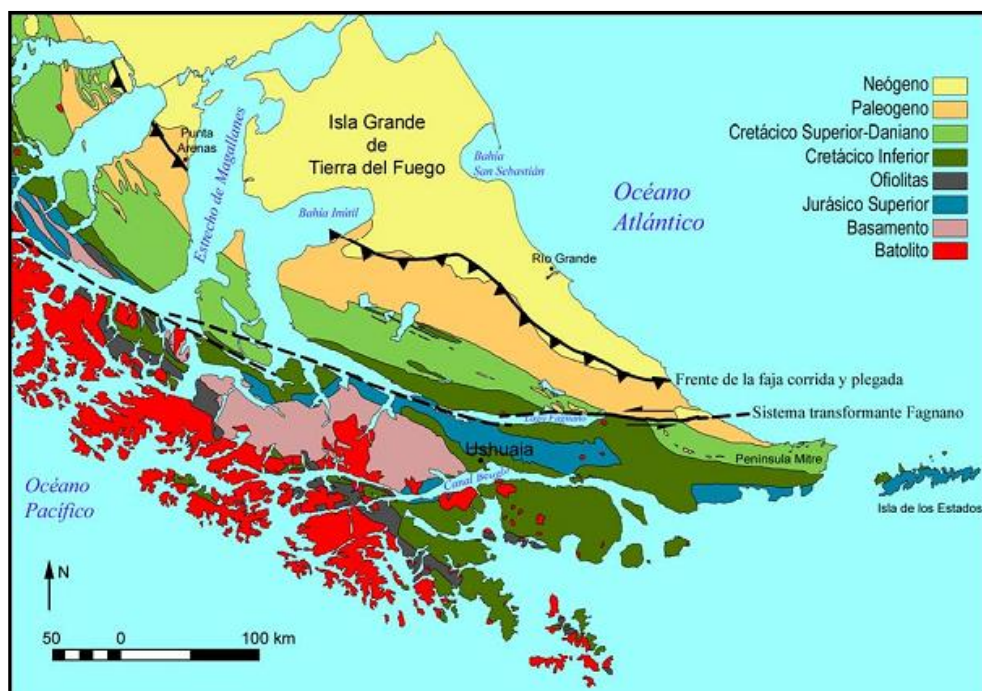 Neógeno
Paleogeno
Cretácico Superior-Daniano
Cretácico Inferior
Ofiolitas
Jurásico Superior
Basamento
Batolito
Isla Grande
de
Tierra del Fuego
Punta
Arenas
Estrecho de Magallanes
Bahía
San Sebastián
Océano
Atlántico
Bahía Inútil
Río Grande
Frente de la faja corrida y plegada
Sistema transformante Fagnano
Lago Fagnano
Península Mitre
Ushuaia
Canal Beagle
Isla de los Estados
Océano
Pacífico
N
50 0 100 km